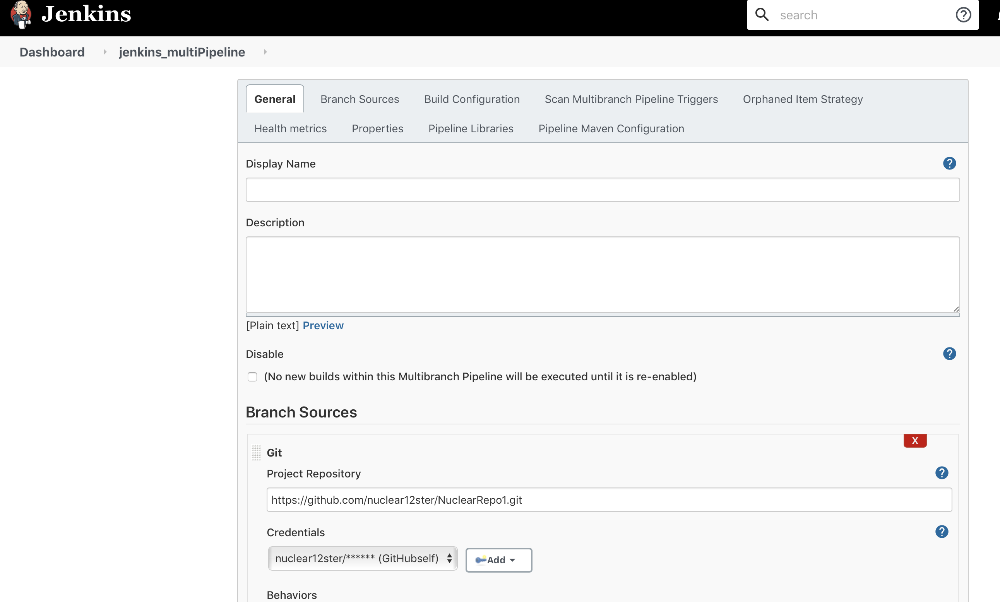 Jenkins
search
Dashboard
jenkins_multiPipeline
General
Branch Sources
Build Configuration
Scan Multibranch Pipeline Triggers
Orphaned Item Strategy
Health metrics
Properties
Pipeline Libraries
Pipeline Maven Configuration
Display Name
?
Description
[Plain text] Preview
Disable
?
(No new builds within this Multibranch Pipeline will be executed until it is re-enabled)
Branch Sources
X
Git
Project Repository
?
https://github.com/nuclear12ster/NuclearRepo1.git
Credentials
?
nuclear12ster/****** (GitHubself)
Add
Behaviors